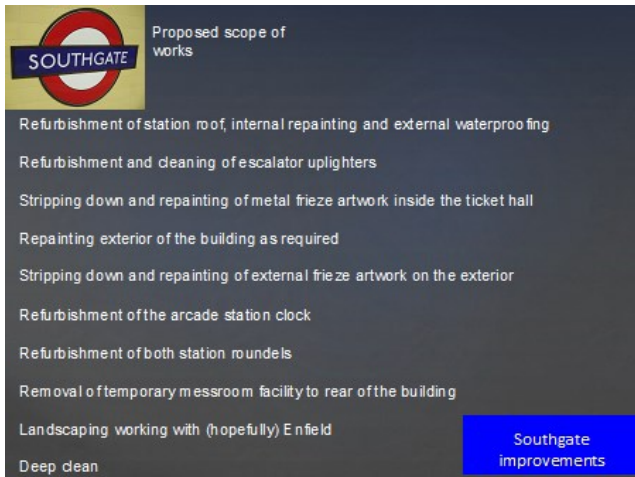 SOUTHGATE
Proposed scope of
works
Refurbishment of station roof, internal repainting and external waterproofing
Refurbishment and cleaning of escalator uplighters
Stripping down and repainting of metal frieze artwork inside the ticket hall
Repainting exterior of the building as required
Stripping down and repainting of external frieze artwork on the exterior
Refurbishment of the arcade station clock
Refurbishment of both station roundels
Removal of temporary messroom facility to rear of the building
Landscaping working with (hopefully) Enfield
Deep clean
Southgate
improvements